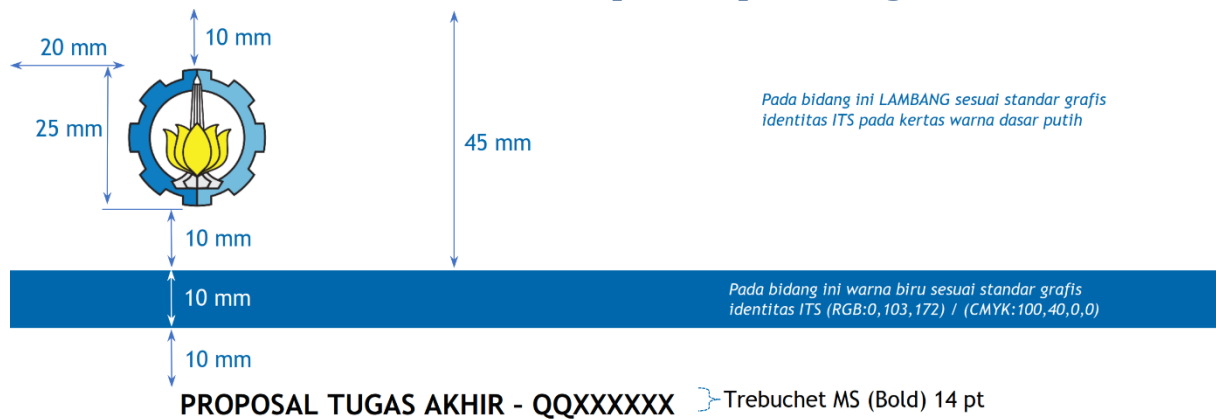 10 mm
20 mm
25 mm
45 mm
Pada bidang ini LAMBANG sesuai standar grafis
identitas ITS pada kertas warna dasar putih
10 mm
10 mm
Pada bidang ini warna biru sesuai standar grafis
identitas ITS (RGB:0,103,172) / (CMYK:100,40,0,0)
10 mm
PROPOSAL TUGAS AKHIR - QQXXXXXX
Trebuchet MS (Bold) 14 pt